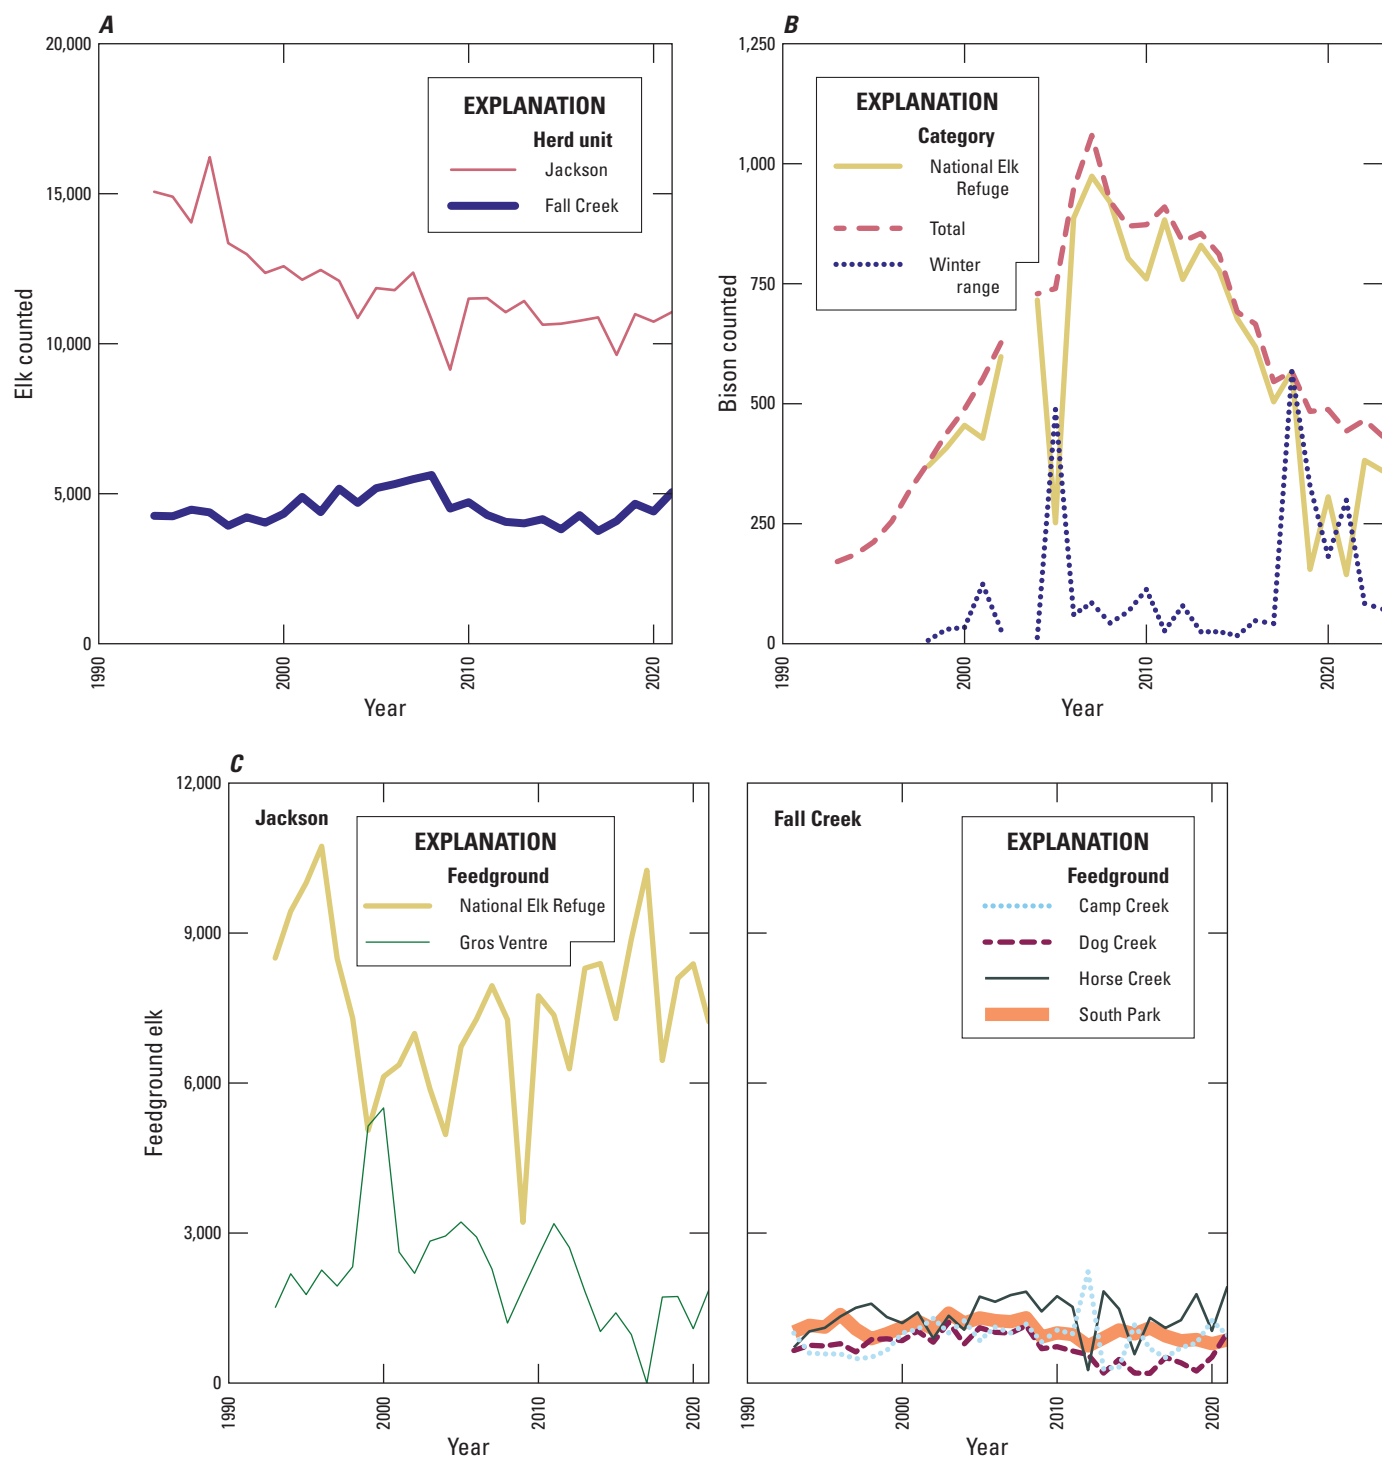 A
20,000
15,000
10,000
5,000
0
Elk counted
EXPLANATION
Herd unit
Jackson
Fall Creek
1990
2000
2010
2020
Year
B
1,250
1,000
750
500
250
0
Bison counted
EXPLANATION
Category
National Elk
Refuge
Total
Winter
range
1990
2000
2010
2020
Year
C
12,000
9,000
6,000
3,000
0
Feedground elk
Jackson
EXPLANATION
Feedground
National Elk Refuge
Gros Ventre
1990
2000
2010
2020
Year
Fall Creek
EXPLANATION
Feedground
Camp Creek
Dog Creek
Horse Creek
South Park
1990
2000
2010
2020
Year